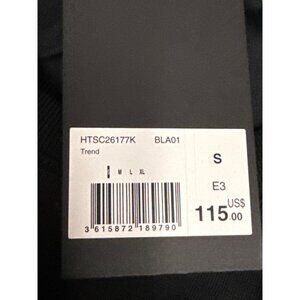 HTSC26177K BLA01
Trend
M L XL
S
E3
115.00 US$
3 615872 189790